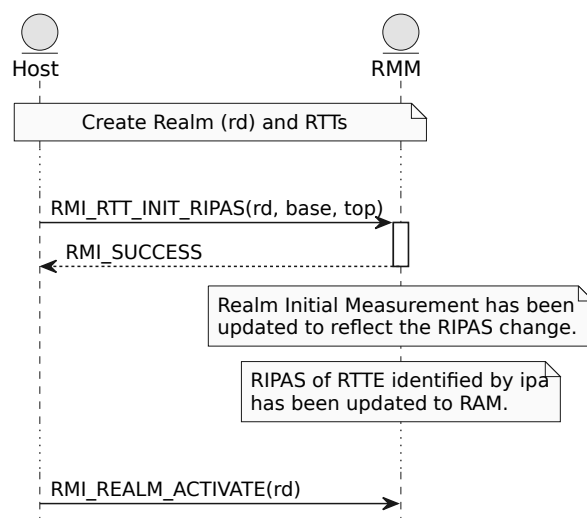 Host
RMM
Create Realm (rd) and RTTs
RMI_RTT_INIT_RIPAS(rd, base, top)
RMI_SUCCESS
Realm Initial Measurement has been
updated to reflect the RIPAS change.
RIPAS of RTTE identified by ipa
has been updated to RAM.
RMI_REALM_ACTIVATE(rd)